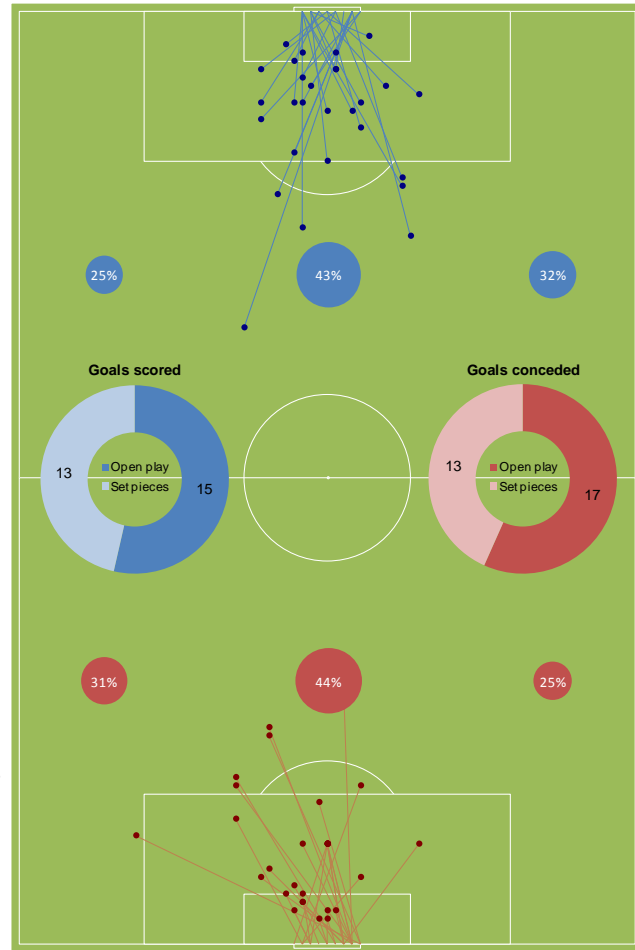 25%
43%
32%
Goals scored
Goals conceded
13
Open play
Set pieces
15
13
Open play
Set pieces
17
31%
44%
25%